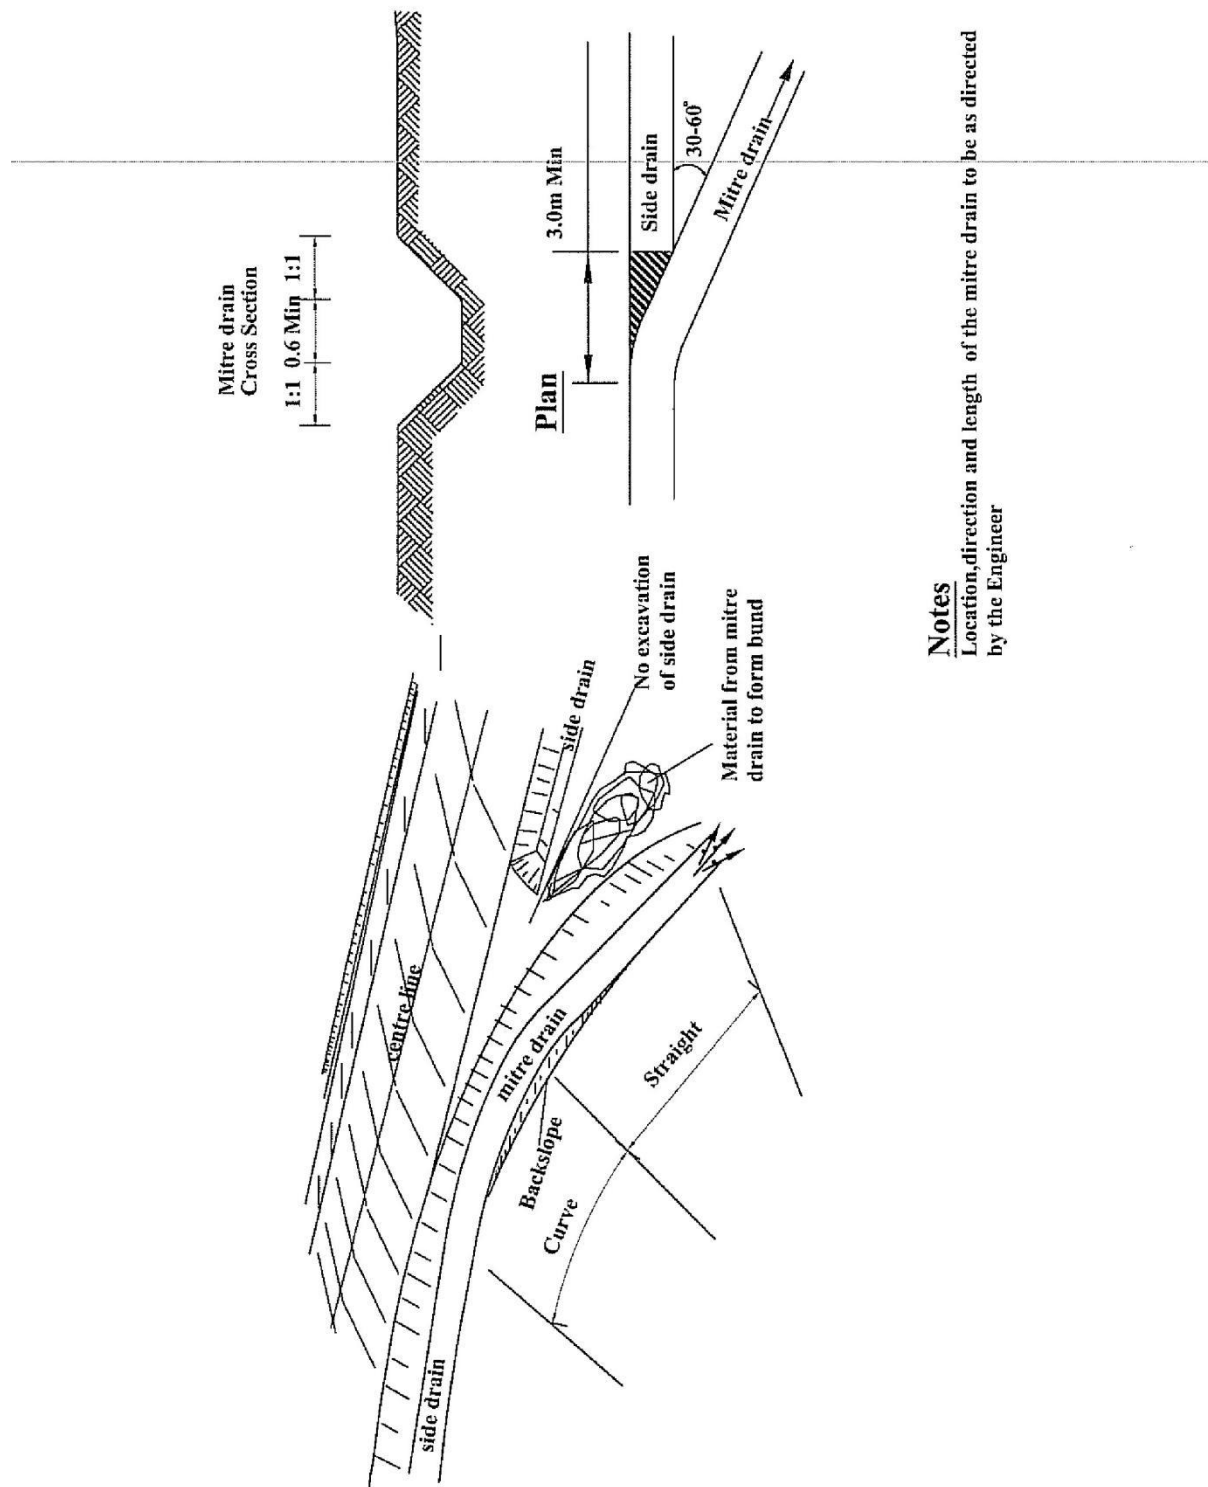 Mitre drain
Cross Section
1:1 0.6 Min 1:1
Plan
3.0m Min
Side drain
30-60°
Mitre drain
centre line
side drain
side drain
mitre drain
Backslope
Curve
Straight
No excavation
of side drain
Material from mitre
drain to form bund
Notes
Location,direction and length of the mitre drain to be as directed
by the Engineer